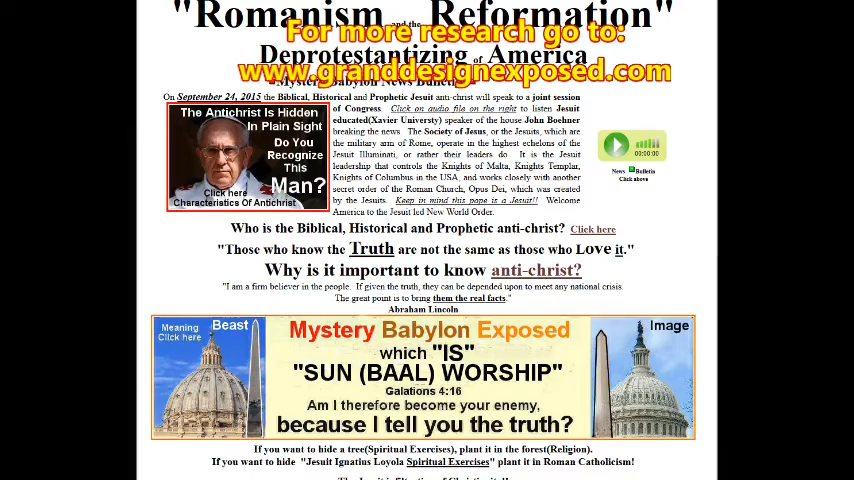 "Romanism and the Reformation"
For more research go to:
Deprotestantizing of America
www.granddesignexposed.com
On September 24, 2015 the Biblical, Historical and Prophetic Jesuit anti-christ will speak to a joint session
of Congress. Click on audio file on the right to listen Jesuit
educated(Xavier Universty) speaker of the house John Boehner
breaking the news. The Society of Jesus, or the Jesuits, which are
the military arm of Rome, operate in the highest echelons of the
Jesuit Illuminati, or rather their leaders do. It is the Jesuit
leadership that controls the Knights of Malta, Knights Templar,
Knights of Columbus in the USA, and works closely with another
secret order of the Roman Church, Opus Dei, which was created
by the Jesuits. Keep in mind this pope is a Jesuit!! Welcome
America to the Jesuit led New World Order.
The Antichrist Is Hidden
In Plain Sight
Do You
Recognize
This
Man?
Click here
Characteristics Of Antichrist
00:00:00
News Bulletin
Click above
Who is the Biblical, Historical and Prophetic anti-christ? Click here
"Those who know the Truth are not the same as those who Love it."
Why is it important to know anti-christ?
"I am a firm believer in the people. If given the truth, they can be depended upon to meet any national crisis.
The great point is to bring them the real facts."
Abraham Lincoln
Meaning
Click here
Beast
Mystery Babylon Exposed
which "IS"
"SUN (BAAL) WORSHIP"
Galations 4:16
Am I therefore become your enemy,
because I tell you the truth?
Image
If you want to hide a tree(Spiritual Exercises), plant it in the forest(Religion).
If you want to hide "Jesuit Ignatius Loyola Spiritual Exercises" plant it in Roman Catholicism!